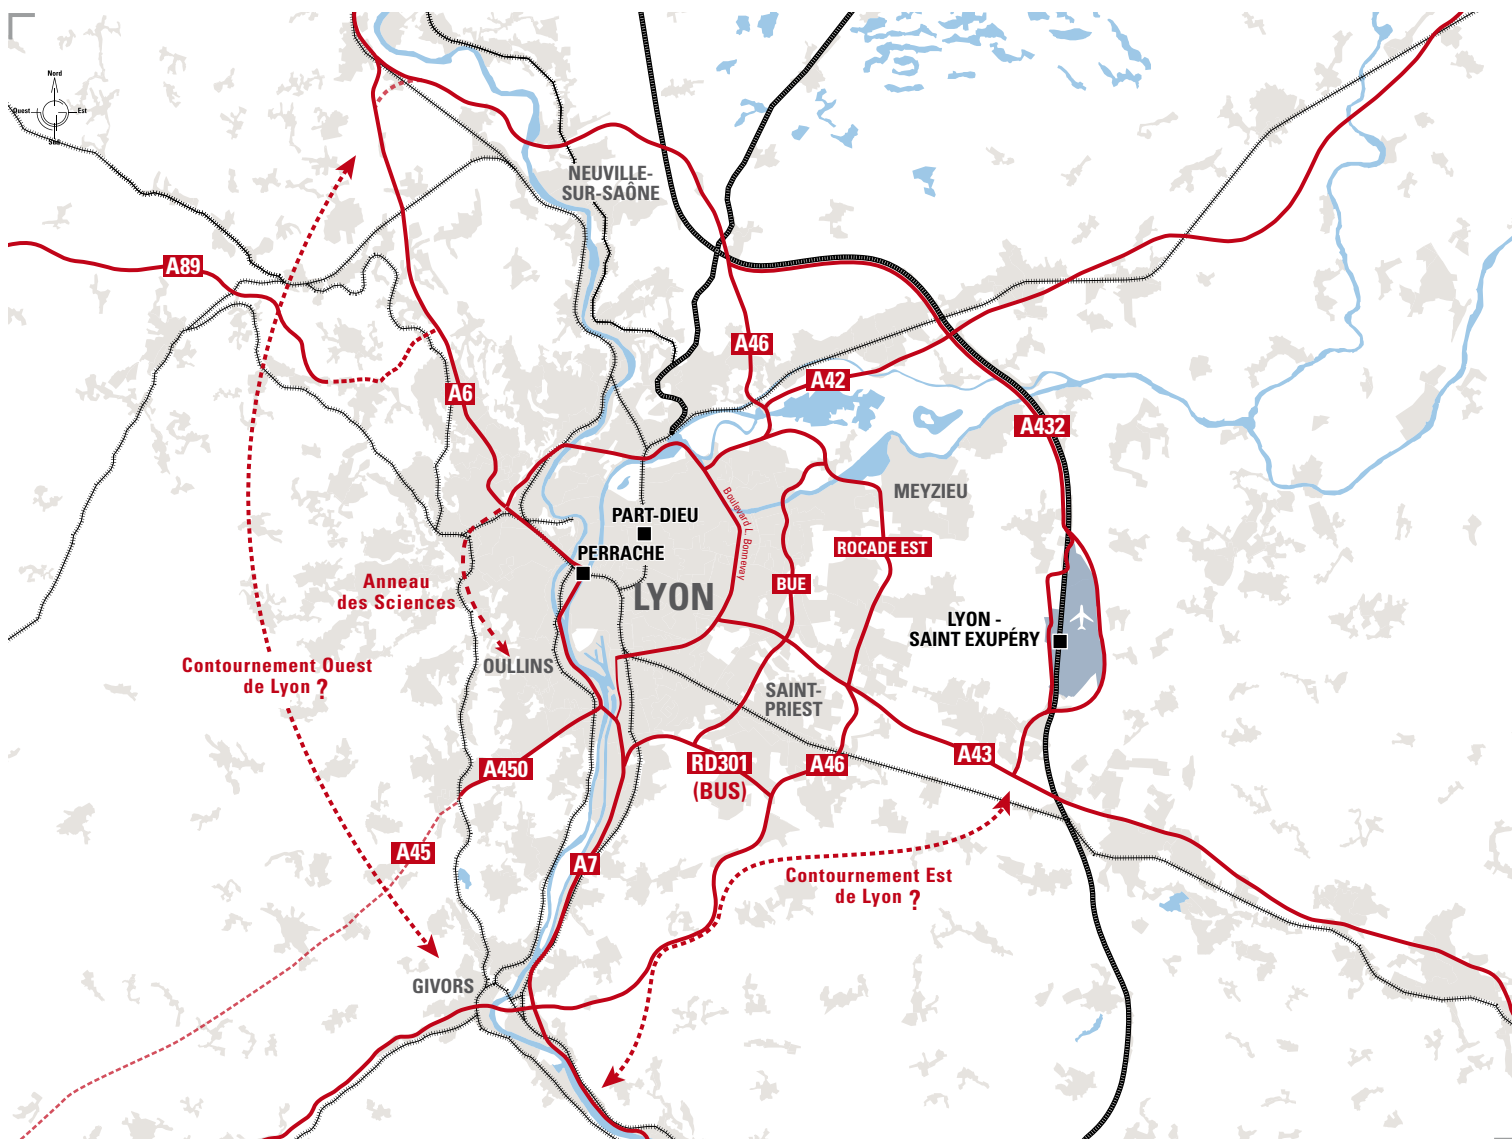 Nord
Ouest
Est
Sud
NEUVILLE-
SUR-SAÔNE
A89
A46
A42
A6
A432
MEYZIEU
Boulevard L. Bonnevay
PART-DIEU
PERRACHE
ROCADE EST
Anneau
des Sciences
BUE
LYON
LYON -
SAINT EXUPÉRY
OULLINS
Contournement Ouest
de Lyon ?
SAINT-
PRIEST
A450
RD301
(BUS)
A46
A43
A45
A7
Contournement Est
de Lyon ?
GIVORS